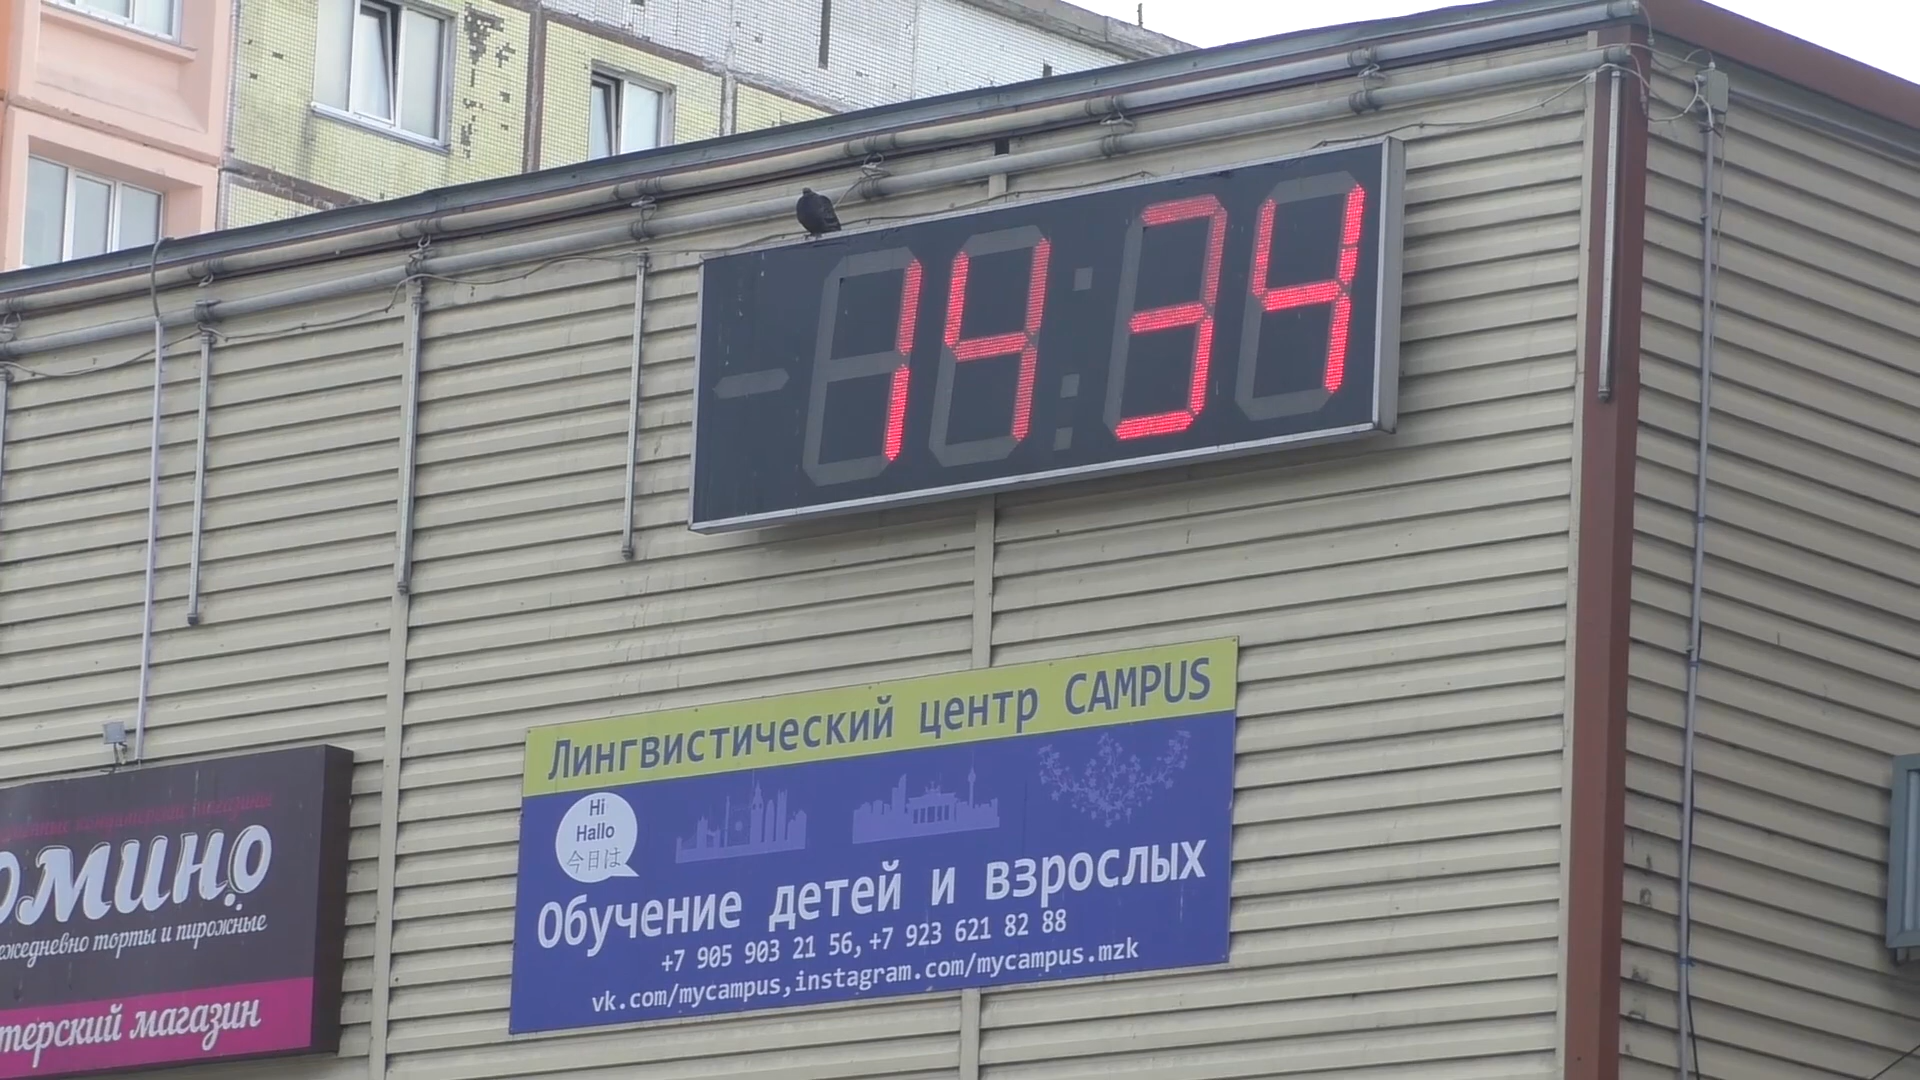 14:34
Лингвистический центр CAMPUS
Hi
Hallo
今日は
Обучение детей и взрослых
+7 905 903 21 56,+7 923 621 82 88
vk.com/mycampus,instagram.com/mycampus.mzk
омино
ежедневно торты и пирожные
терский магазин